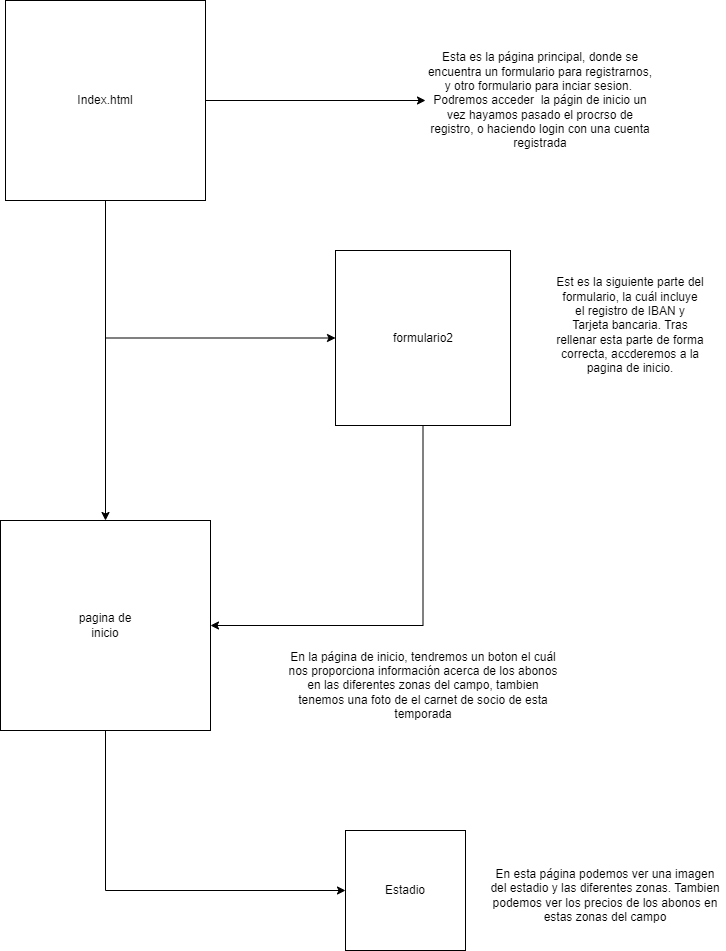 Index.html
Esta es la página principal, donde se
encuentra un formulario para registrarnos,
y otro formulario para inciar sesion.
Podremos acceder la págin de inicio un
vez hayamos pasado el procrso de
registro, o haciendo login con una cuenta
registrada
formulario2
Est es la siguiente parte del
formulario, la cuál incluye
el registro de IBAN y
Tarjeta bancaria. Tras
rellenar esta parte de forma
correcta, accderemos a la
pagina de inicio.
pagina de
inicio
En la página de inicio, tendremos un boton el cuál
nos proporciona información acerca de los abonos
en las diferentes zonas del campo, tambien
tenemos una foto de el carnet de socio de esta
temporada
Estadio
En esta página podemos ver una imagen
del estadio y las diferentes zonas. Tambien
podemos ver los precios de los abonos en
estas zonas del campo